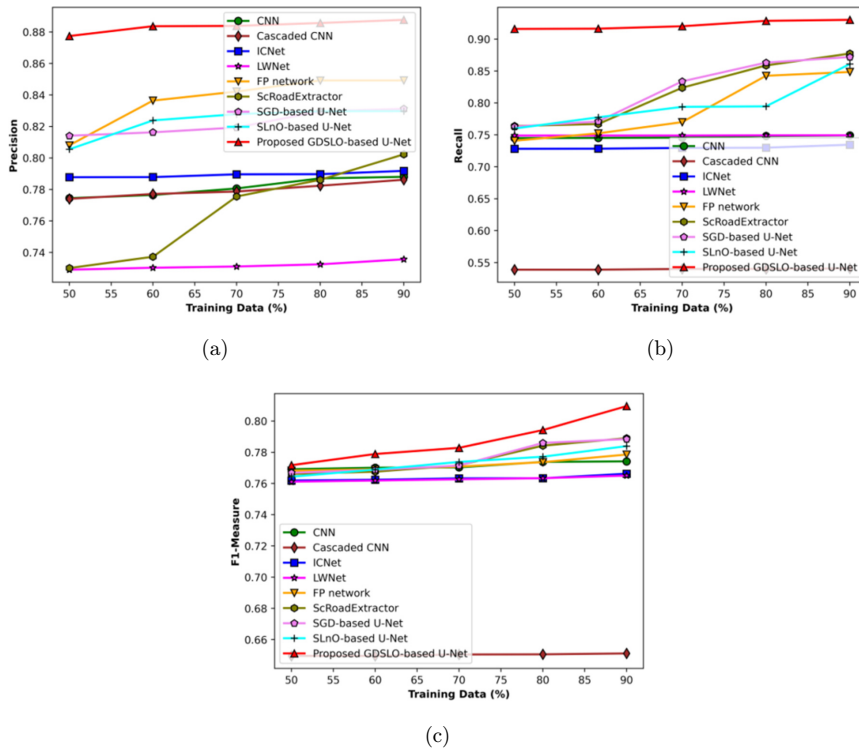 0.88
0.86
0.84
0.82
0.80
0.78
0.76
0.74
Precision
CNN
Cascaded CNN
ICNet
LWNet
FP network
ScRoadExtractor
SGD-based U-Net
SLnO-based U-Net
Proposed GDSLO-based U-Net
50 55 60 65 70 75 80 85 90
Training Data (%)
(a)
0.90
0.85
0.80
0.75
0.70
0.65
0.60
0.55
Recall
CNN
Cascaded CNN
ICNet
LWNet
FP network
ScRoadExtractor
SGD-based U-Net
SLnO-based U-Net
Proposed GDSLO-based U-Net
50 55 60 65 70 75 80 85 90
Training Data (%)
(b)
0.80
0.78
0.76
0.74
0.72
0.70
0.68
0.66
F1-Measure
CNN
Cascaded CNN
ICNet
LWNet
FP network
ScRoadExtractor
SGD-based U-Net
SLnO-based U-Net
Proposed GDSLO-based U-Net
50 55 60 65 70 75 80 85 90
Training Data (%)
(c)